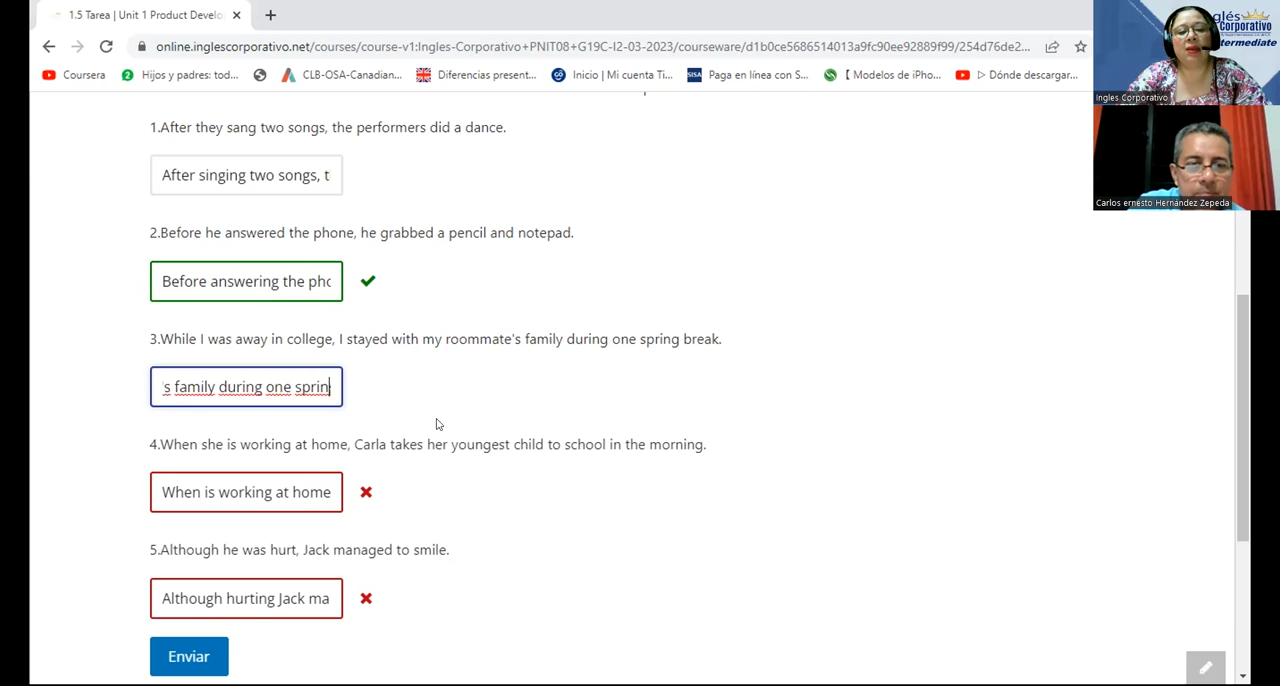 1.5 Tarea | Unit 1 Product Develo
online.inglescorporativo.net/courses/course-v1:Ingles-Corporativo+PNIT08+G19C-I2-03-2023/courseware/d1b0ce5686514013a9fc90ee92889f99/254d76de2...
Coursera
Hijos y padres: tod...
CLB-OSA-Canadian...
Diferencias present...
Inicio | Mi cuenta Ti...
Paga en línea con S...
【 Modelos de iPho...
▷ Dónde descargar...
glés
Corporativo
termediate
Ingles Corporativo
Carlos ernesto Hernández Zepeda
1.After they sang two songs, the performers did a dance.
After singing two songs, t
2.Before he answered the phone, he grabbed a pencil and notepad.
Before answering the pho
3.While I was away in college, I stayed with my roommate's family during one spring break.
's family during one sprin
4.When she is working at home, Carla takes her youngest child to school in the morning.
When is working at home
5.Although he was hurt, Jack managed to smile.
Although hurting Jack ma
Enviar